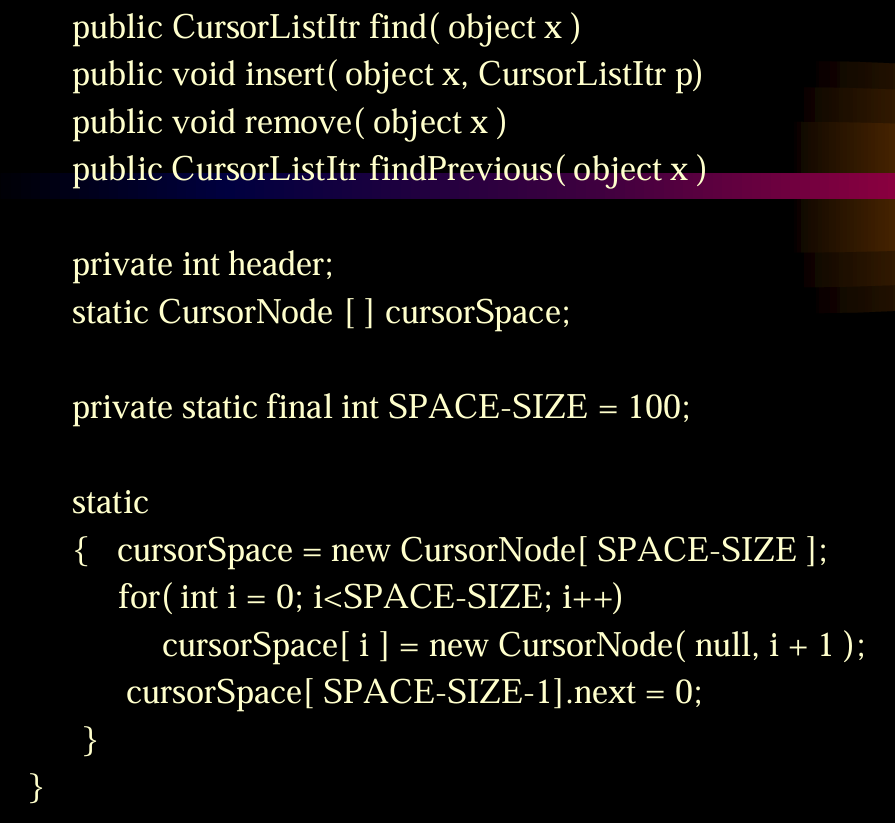 public CursorListItr find( object x )
public void insert( object x, CursorListItr p)
public void remove( object x )
public CursorListItr findPrevious( object x )
private int header;
static CursorNode [ ] cursorSpace;
private static final int SPACE-SIZE = 100;
static
{ cursorSpace = new CursorNode[ SPACE-SIZE ];
for( int i = 0; i<SPACE-SIZE; i++)
cursorSpace[ i ] = new CursorNode( null, i + 1 );
cursorSpace[ SPACE-SIZE-1].next = 0;
}
}